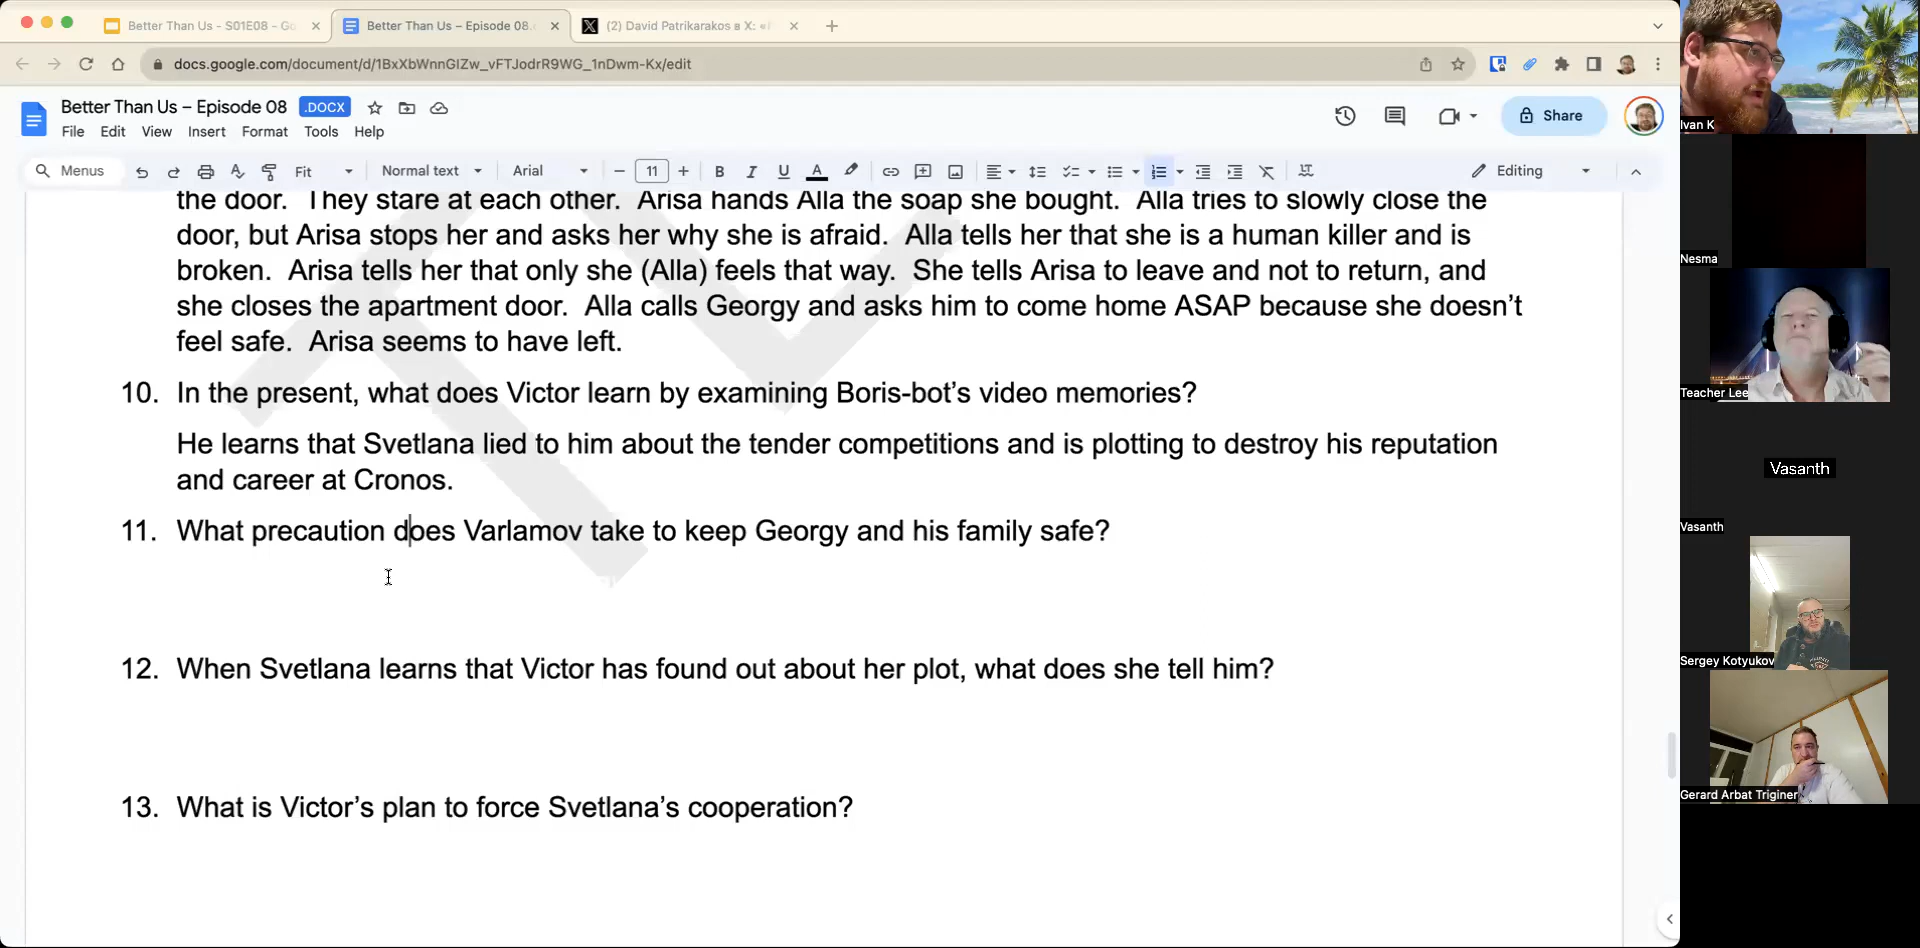 Better Than Us - S01E08 - Go
Better Than Us – Episode 08.
(2) David Patrikarakos в X:
docs.google.com/document/d/1BxXbWnnGIZw_vFTJodrR9WG_1nDwm-Kx/edit
Better Than Us – Episode 08 .DOCX
Share
File Edit View Insert Format Tools Help
Menus Fit Normal text Arial 11 Editing
the door. They stare at each other. Arisa hands Alla the soap she bought. Alla tries to slowly close the
door, but Arisa stops her and asks her why she is afraid. Alla tells her that she is a human killer and is
broken. Arisa tells her that only she (Alla) feels that way. She tells Arisa to leave and not to return, and
she closes the apartment door. Alla calls Georgy and asks him to come home ASAP because she doesn’t
feel safe. Arisa seems to have left.
10. In the present, what does Victor learn by examining Boris-bot’s video memories?
He learns that Svetlana lied to him about the tender competitions and is plotting to destroy his reputation
and career at Cronos.
11. What precaution does Varlamov take to keep Georgy and his family safe?
12. When Svetlana learns that Victor has found out about her plot, what does she tell him?
13. What is Victor’s plan to force Svetlana’s cooperation?
Ivan K
Nesma
Teacher Lee
Vasanth
Vasanth
Sergey Kotyukov
Gerard Arbat Triginer